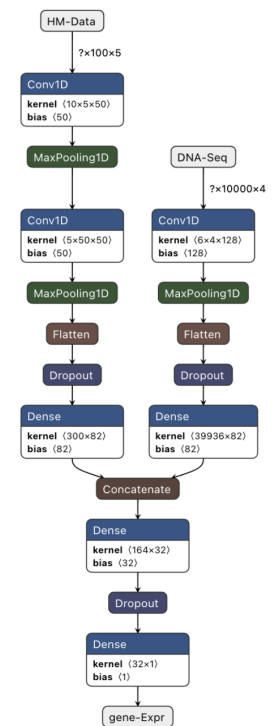 HM-Data
?×100×5
Conv1D
kernel ⟨10×5×50⟩
bias ⟨50⟩
MaxPooling1D
DNA-Seq
?×10000×4
Conv1D
kernel ⟨5×50×50⟩
bias ⟨50⟩
Conv1D
kernel ⟨6×4×128⟩
bias ⟨128⟩
MaxPooling1D
MaxPooling1D
Flatten
Flatten
Dropout
Dropout
Dense
kernel ⟨300×82⟩
bias ⟨82⟩
Dense
kernel ⟨39936×82⟩
bias ⟨82⟩
Concatenate
Dense
kernel ⟨164×32⟩
bias ⟨32⟩
Dropout
Dense
kernel ⟨32×1⟩
bias ⟨1⟩
gene-Expr